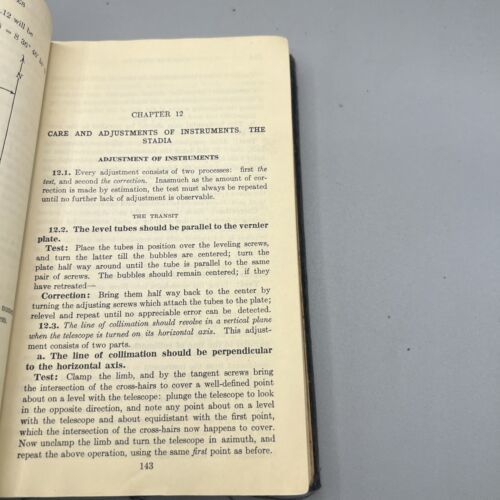 .12 will be
N
CHAPTER 12
CARE AND ADJUSTMENTS OF INSTRUMENTS. THE
STADIA
ADJUSTMENT OF INSTRUMENTS
12.1. Every adjustment consists of two processes: first the
test, and second the correction. Inasmuch as the amount of cor-
rection is made by estimation, the test must always be repeated
until no further lack of adjustment is observable.
THE TRANSIT
12.2. The level tubes should be parallel to the vernier
plate.
Test: Place the tubes in position over the leveling screws,
and turn the latter till the bubbles are centered; turn the
plate half way around until the tube is parallel to the same
pair of screws. The bubbles should remain centered; if they
have retreated—
Correction: Bring them half way back to the center by
turning the adjusting screws which attach the tubes to the plate;
relevel and repeat until no appreciable error can be detected.
12.3. The line of collimation should revolve in a vertical plane
when the telescope is turned on its horizontal axis. This adjust-
ment consists of two parts.
a. The line of collimation should be perpendicular
to the horizontal axis.
Test: Clamp the limb, and by the tangent screws bring
the intersection of the cross-hairs to cover a well-defined point
about on a level with the telescope: plunge the telescope to look
in the opposite direction, and note any point about on a level
with the telescope and about equidistant with the first point,
which the intersection of the cross-hairs now happens to cover.
Now unclamp the limb and turn the telescope in azimuth, and
repeat the above operation, using the same first point as before.
143